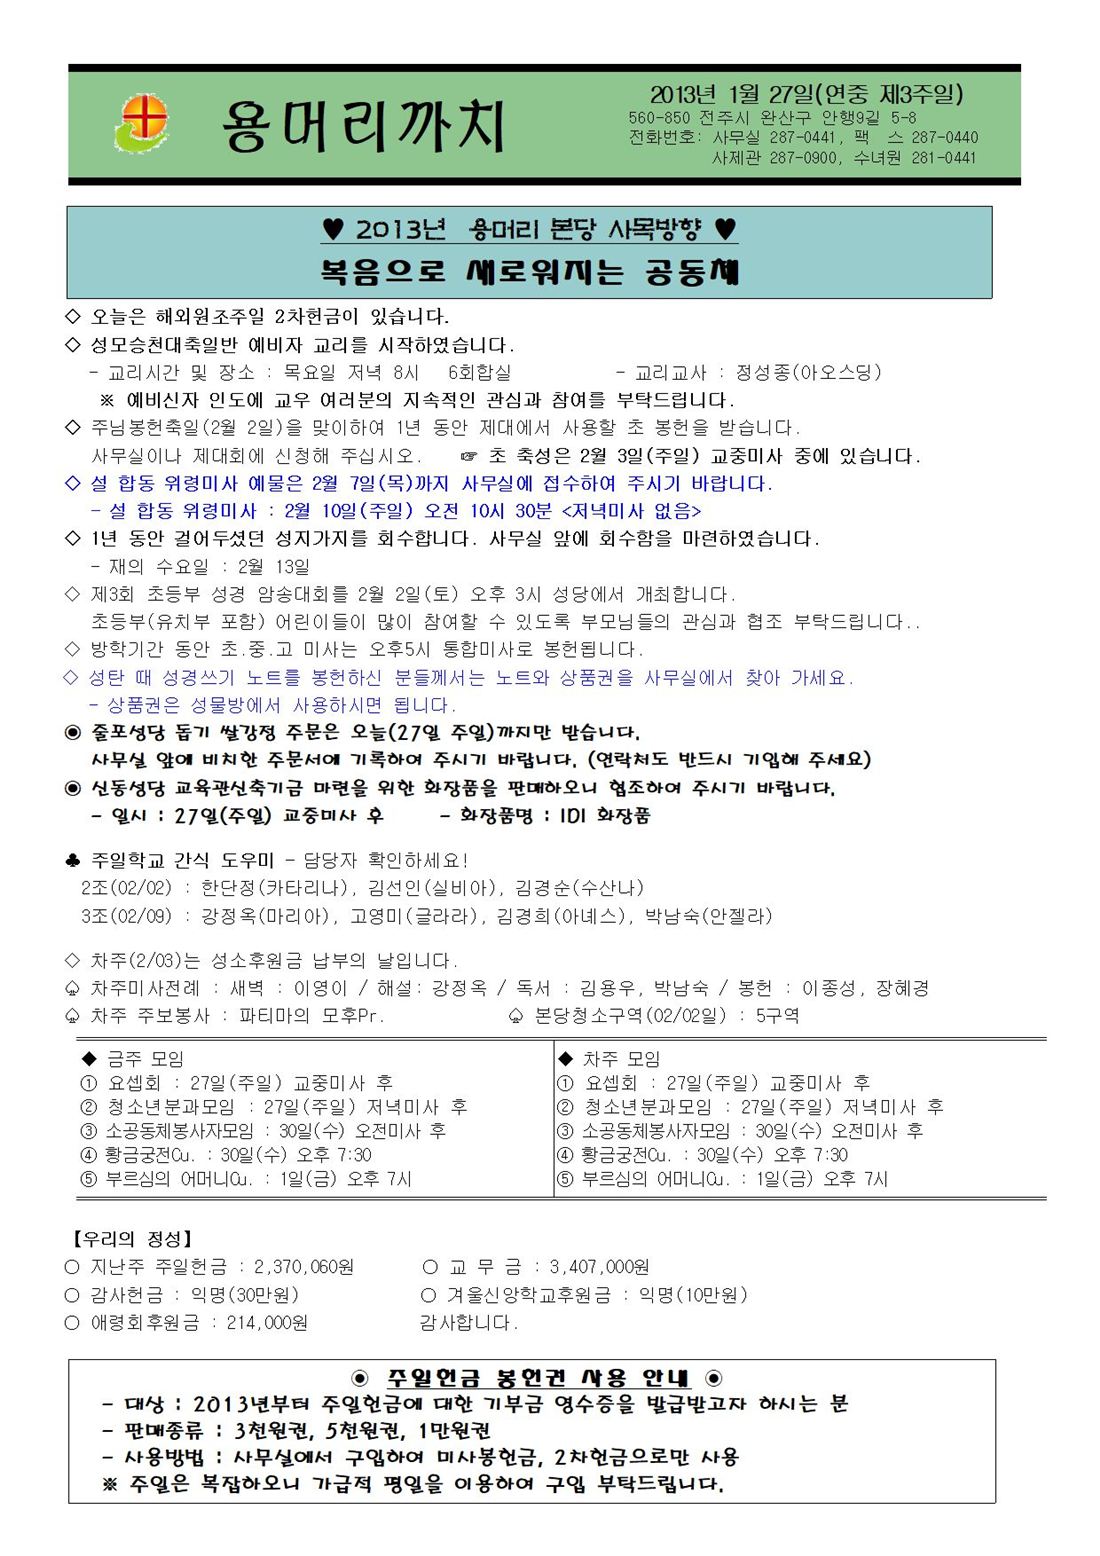 용머리까치
2013년 1월 27일(연중 제3주일)
560-850 전주시 완산구 안행9길 5-8
전화번호: 사무실 287-0441, 팩 스 287-0440
사제관 287-0900, 수녀원 281-0441
♥ 2013년 용머리 본당 사목방향 ♥
복음으로 새로워지는 공동체
◇ 오늘은 해외원조주일 2차헌금이 있습니다.
◇ 성모승천대축일반 예비자 교리를 시작하였습니다.
- 교리시간 및 장소 : 목요일 저녁 8시 6회합실 - 교리교사 : 정성종(아오스딩)
※ 예비신자 인도에 교우 여러분의 지속적인 관심과 참여를 부탁드립니다.
◇ 주님봉헌축일(2월 2일)을 맞이하여 1년 동안 제대에서 사용할 초 봉헌을 받습니다.
사무실이나 제대회에 신청해 주십시오. ☞ 초 축성은 2월 3일(주일) 교중미사 중에 있습니다.
◇ 설 합동 위령미사 예물은 2월 7일(목)까지 사무실에 접수하여 주시기 바랍니다.
- 설 합동 위령미사 : 2월 10일(주일) 오전 10시 30분 <저녁미사 없음>
◇ 1년 동안 걸어두셨던 성지가지를 회수합니다. 사무실 앞에 회수함을 마련하였습니다.
- 재의 수요일 : 2월 13일
◇ 제3회 초등부 성경 암송대회를 2월 2일(토) 오후 3시 성당에서 개최합니다.
초등부(유치부 포함) 어린이들이 많이 참여할 수 있도록 부모님들의 관심과 협조 부탁드립니다..
◇ 방학기간 동안 초.중.고 미사는 오후5시 통합미사로 봉헌됩니다.
◇ 성탄 때 성경쓰기 노트를 봉헌하신 분들께서는 노트와 상품권을 사무실에서 찾아 가세요.
- 상품권은 성물방에서 사용하시면 됩니다.
◉ 줄포성당 돕기 쌀강정 주문은 오늘(27일 주일)까지만 받습니다.
사무실 앞에 비치한 주문서에 기록하여 주시기 바랍니다. (연락처도 반드시 기입해 주세요)
◉ 신동성당 교육관신축기금 마련을 위한 화장품을 판매하오니 협조하여 주시기 바랍니다.
- 일시 : 27일(주일) 교중미사 후 - 화장품명 : IDI 화장품
♣ 주일학교 간식 도우미 - 담당자 확인하세요!
2조(02/02) : 한단정(카타리나), 김선인(실비아), 김경순(수산나)
3조(02/09) : 강정옥(마리아), 고영미(글라라), 김경희(아녜스), 박남숙(안젤라)
◇ 차주(2/03)는 성소후원금 납부의 날입니다.
♤ 차주미사전례 : 새벽 : 이영이 / 해설: 강정옥 / 독서 : 김용우, 박남숙 / 봉헌 : 이종성, 장혜경
♤ 차주 주보봉사 : 파티마의 모후Pr. ♤ 본당청소구역(02/02일) : 5구역
◆ 금주 모임
① 요셉회 : 27일(주일) 교중미사 후
② 청소년분과모임 : 27일(주일) 저녁미사 후
③ 소공동체봉사자모임 : 30일(수) 오전미사 후
④ 황금궁전Cu. : 30일(수) 오후 7:30
⑤ 부르심의 어머니Cu. : 1일(금) 오후 7시
◆ 차주 모임
① 요셉회 : 27일(주일) 교중미사 후
② 청소년분과모임 : 27일(주일) 저녁미사 후
③ 소공동체봉사자모임 : 30일(수) 오전미사 후
④ 황금궁전Cu. : 30일(수) 오후 7:30
⑤ 부르심의 어머니Cu. : 1일(금) 오후 7시
【우리의 정성】
○ 지난주 주일헌금 : 2,370,060원 ○ 교 무 금 : 3,407,000원
○ 감사헌금 : 익명(30만원) ○ 겨울신앙학교후원금 : 익명(10만원)
○ 애령회후원금 : 214,000원 감사합니다.
◉ 주일헌금 봉헌권 사용 안내 ◉
- 대상 : 2013년부터 주일헌금에 대한 기부금 영수증을 발급받고자 하시는 분
- 판매종류 : 3천원권, 5천원권, 1만원권
- 사용방법 : 사무실에서 구입하여 미사봉헌금, 2차헌금으로만 사용
※ 주일은 복잡하오니 가급적 평일을 이용하여 구입 부탁드립니다.